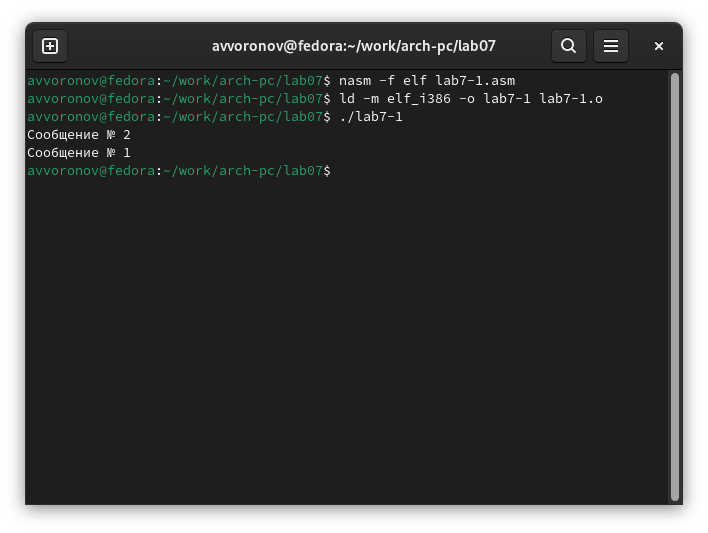 avvoronov@fedora:~/work/arch-pc/lab07
avvoronov@fedora:~/work/arch-pc/lab07$ nasm -f elf lab7-1.asm
avvoronov@fedora:~/work/arch-pc/lab07$ ld -m elf_i386 -o lab7-1 lab7-1.o
avvoronov@fedora:~/work/arch-pc/lab07$ ./lab7-1
Сообщение № 2
Сообщение № 1
avvoronov@fedora:~/work/arch-pc/lab07$